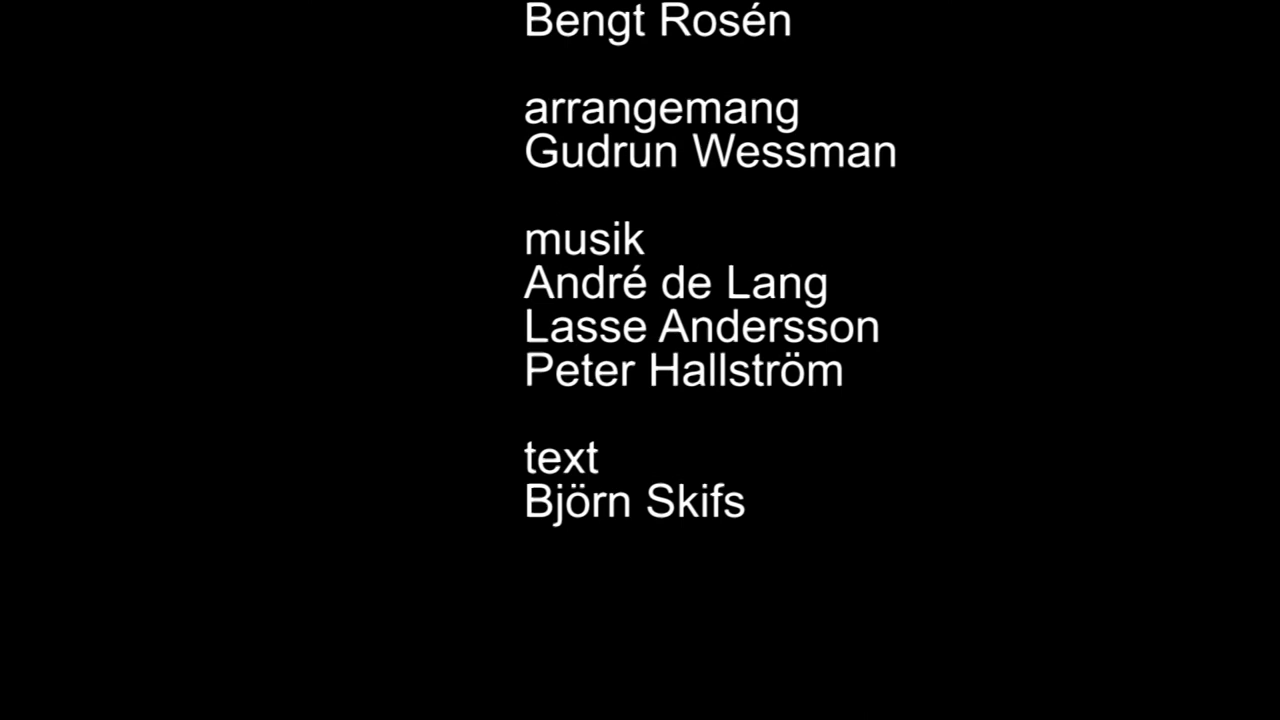 Bengt Rosén
arrangemang
Gudrun Wessman
musik
André de Lang
Lasse Andersson
Peter Hallström
text
Björn Skifs